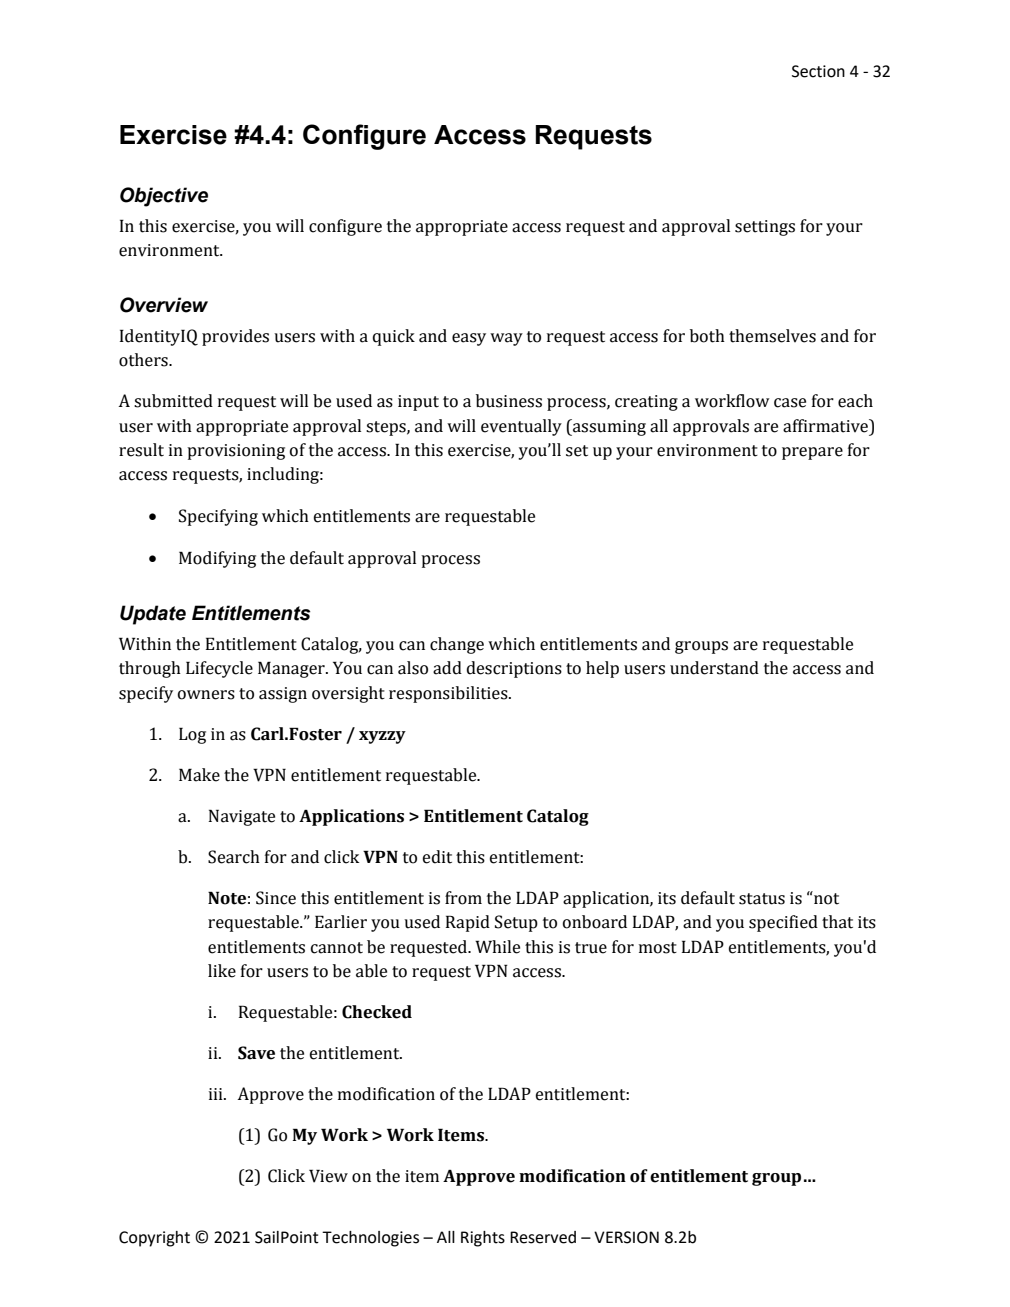 Section 4 - 32
Exercise #4.4: Configure Access Requests
Objective
In this exercise, you will configure the appropriate access request and approval settings for your
environment.
Overview
IdentityIQ provides users with a quick and easy way to request access for both themselves and for
others.
A submitted request will be used as input to a business process, creating a workflow case for each
user with appropriate approval steps, and will eventually (assuming all approvals are affirmative)
result in provisioning of the access. In this exercise, you’ll set up your environment to prepare for
access requests, including:
• Specifying which entitlements are requestable
• Modifying the default approval process
Update Entitlements
Within the Entitlement Catalog, you can change which entitlements and groups are requestable
through Lifecycle Manager. You can also add descriptions to help users understand the access and
specify owners to assign oversight responsibilities.
1. Log in as Carl.Foster / xyzzy
2. Make the VPN entitlement requestable.
a. Navigate to Applications > Entitlement Catalog
b. Search for and click VPN to edit this entitlement:
Note: Since this entitlement is from the LDAP application, its default status is “not
requestable.” Earlier you used Rapid Setup to onboard LDAP, and you specified that its
entitlements cannot be requested. While this is true for most LDAP entitlements, you'd
like for users to be able to request VPN access.
i. Requestable: Checked
ii. Save the entitlement.
iii. Approve the modification of the LDAP entitlement:
(1) Go My Work > Work Items.
(2) Click View on the item Approve modification of entitlement group…
Copyright © 2021 SailPoint Technologies – All Rights Reserved – VERSION 8.2b